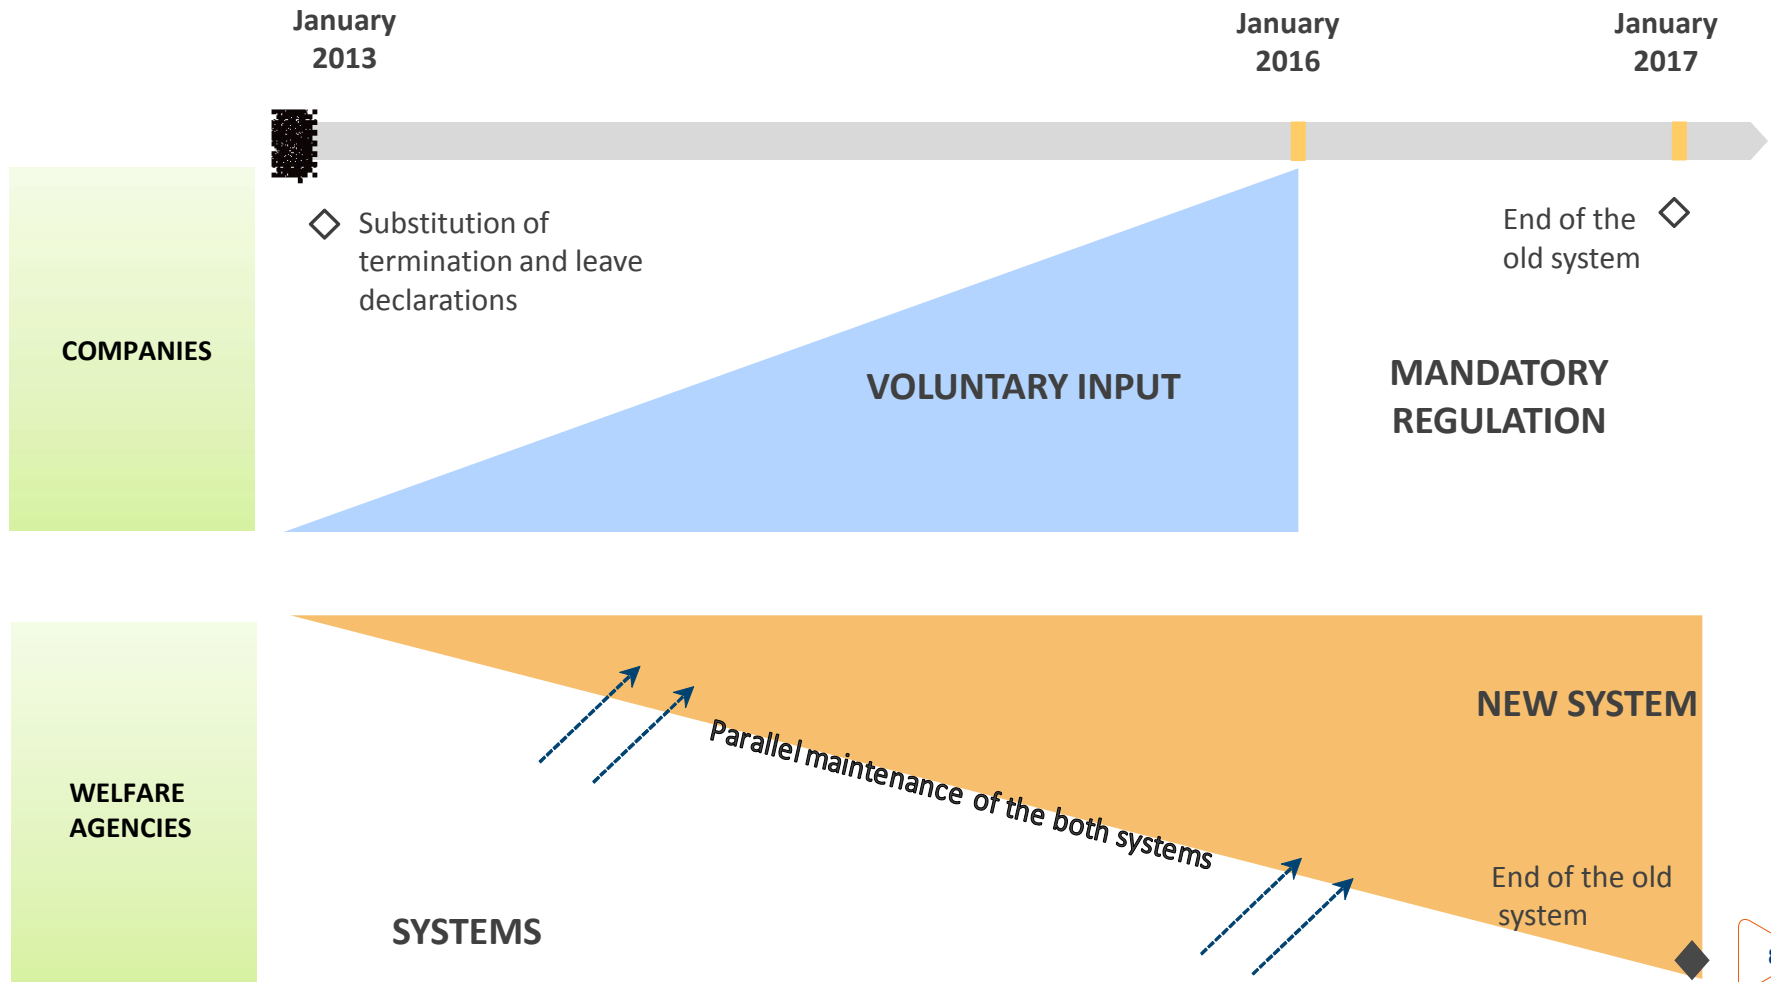 January
2013
January
2016
January
2017
Substitution of
termination and leave
declarations
End of the
old system
COMPANIES
VOLUNTARY INPUT
MANDATORY
REGULATION
NEW SYSTEM
Parallel maintenance of the both systems
WELFARE
AGENCIES
End of the old
system
SYSTEMS